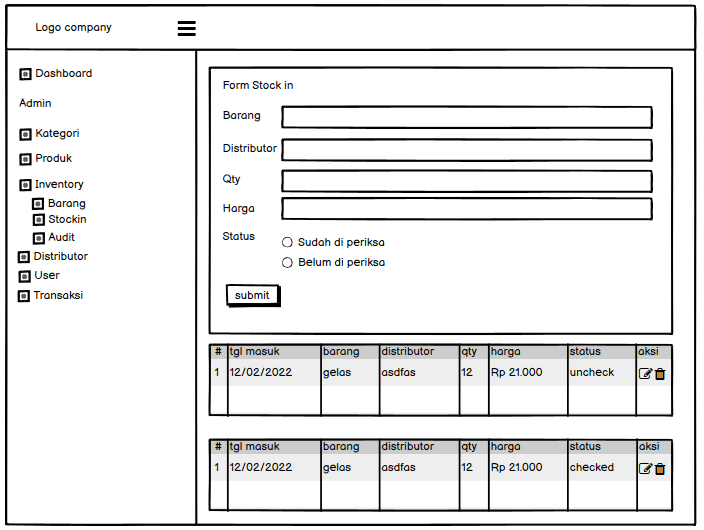 Logo company
Dashboard
Admin
Kategori
Produk
Inventory
Barang
Stockin
Audit
Distributor
User
Transaksi
Form Stock in
Barang
Distributor
Qty
Harga
Status
Sudah di periksa
Belum di periksa
submit
# tgl masuk barang distributor qty harga status aksi
1 12/02/2022 gelas asdfas 12 Rp 21.000 uncheck
# tgl masuk barang distributor qty harga status aksi
1 12/02/2022 gelas asdfas 12 Rp 21.000 checked